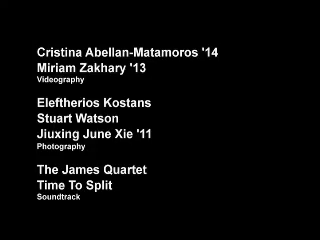 Cristina Abellan-Matamoros '14
Miriam Zakhary '13
Videography
Eleftherios Kostans
Stuart Watson
Jiuxing June Xie '11
Photography
The James Quartet
Time To Split
Soundtrack